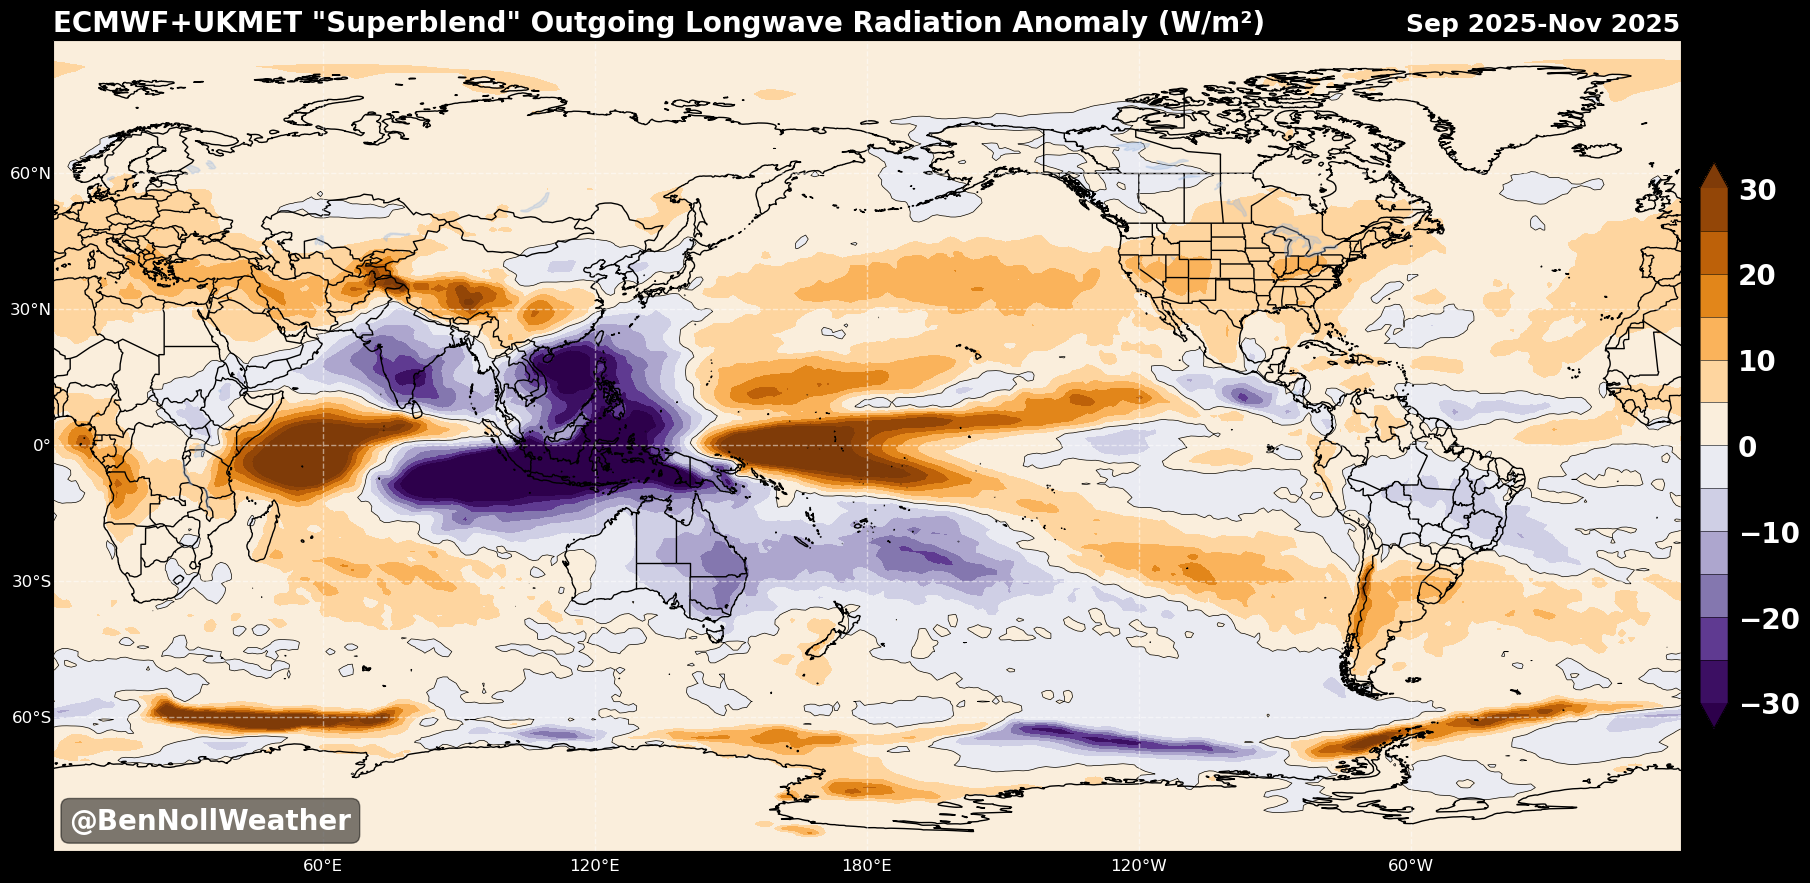 ECMWF+UKMET "Superblend" Outgoing Longwave Radiation Anomaly (W/m²) Sep 2025-Nov 2025
60°N
30°N
0°
30°S
60°S
60°E 120°E 180°E 120°W 60°W
30
20
10
0
−10
−20
−30
@BenNollWeather